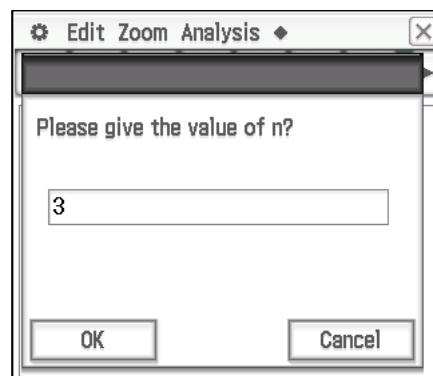 Edit Zoom Analysis ◆
Please give the value of n?
3
OK
Cancel